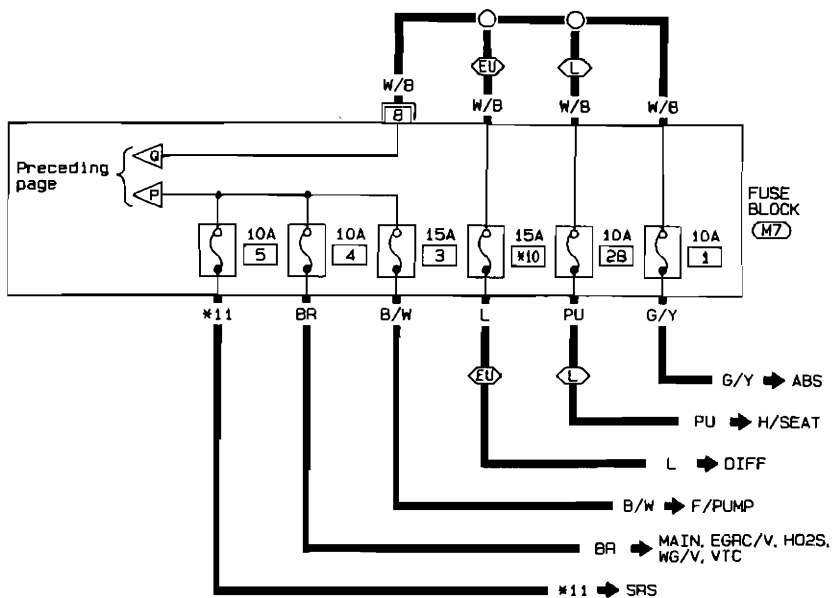 EU
L
W/B
W/B
W/B
W/B
8
Preceding
page
Q
P
FUSE
BLOCK
M7
10A
5
10A
4
15A
3
15A
*10
10A
28
10A
1
*11
BR
B/W
L
PU
G/Y
EU
L
G/Y ABS
PU H/SEAT
L DIFF
B/W F/PUMP
BR MAIN, EGRC/V, HO2S,
WG/V, VTC
*11 SRS